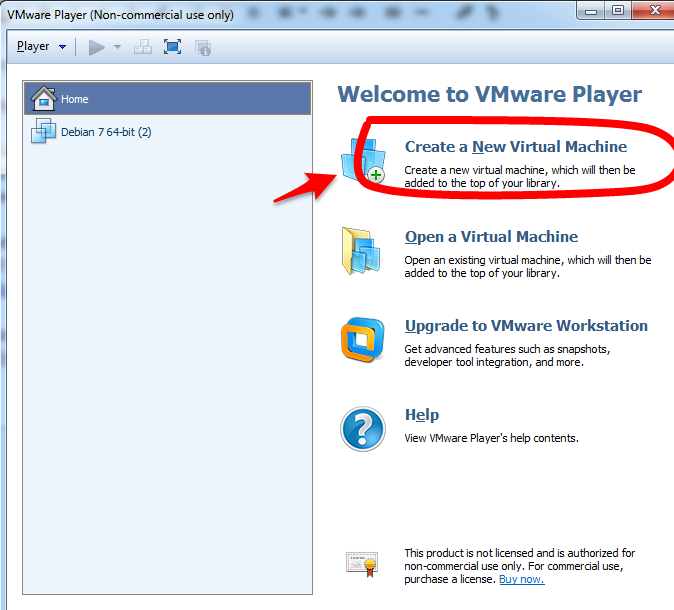 VMware Player (Non-commercial use only)
Player
Home
Debian 7 64-bit (2)
Welcome to VMware Player
Create a New Virtual Machine
Create a new virtual machine, which will then be
added to the top of your library.
Open a Virtual Machine
Open an existing virtual machine, which will then be
added to the top of your library.
Upgrade to VMware Workstation
Get advanced features such as snapshots,
developer tool integration, and more.
Help
View VMware Player's help contents.
This product is not licensed and is authorized for
non-commercial use only. For commercial use,
purchase a license. Buy now.